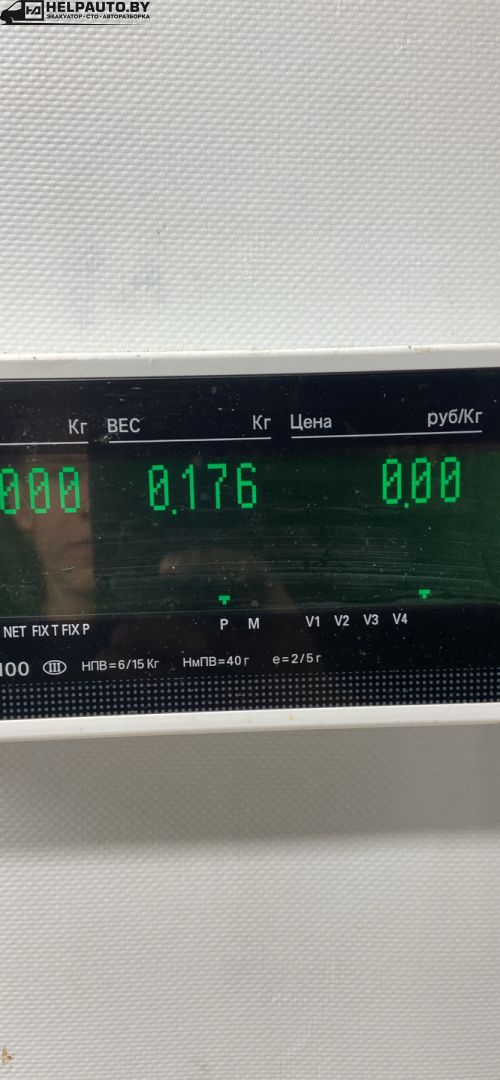 HELPAUTO.BY
ЭВАКУАТОР • СТО • АВТОРАЗБОРКА
Кг ВЕС Кг Цена руб/Кг
000 0.176 0.00
NET FIX T FIX P P M V1 V2 V3 V4
100 III НПВ=6/15 Кг НмПВ=40 г e=2/5 г